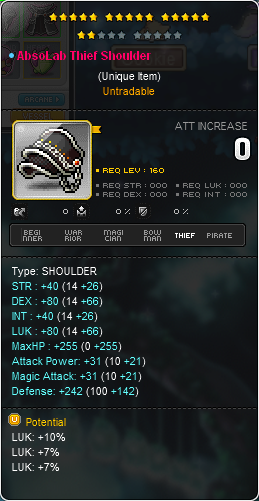 AbsoLab Thief Shoulder
(Unique Item)
Untradable
ATT INCREASE
0
REQ LEV : 160
REQ STR : 000 REQ LUK : 000
REQ DEX : 000 REQ INT : 000
0 0 % 0 %
BEGINNER WARRIOR MAGICIAN BOWMAN THIEF PIRATE
Type: SHOULDER
STR : +40 (14 +26)
DEX : +80 (14 +66)
INT : +40 (14 +26)
LUK : +80 (14 +66)
MaxHP : +255 (0 +255)
Attack Power: +31 (10 +21)
Magic Attack: +31 (10 +21)
Defense: +242 (100 +142)
U Potential
LUK: +10%
LUK: +7%
LUK: +7%